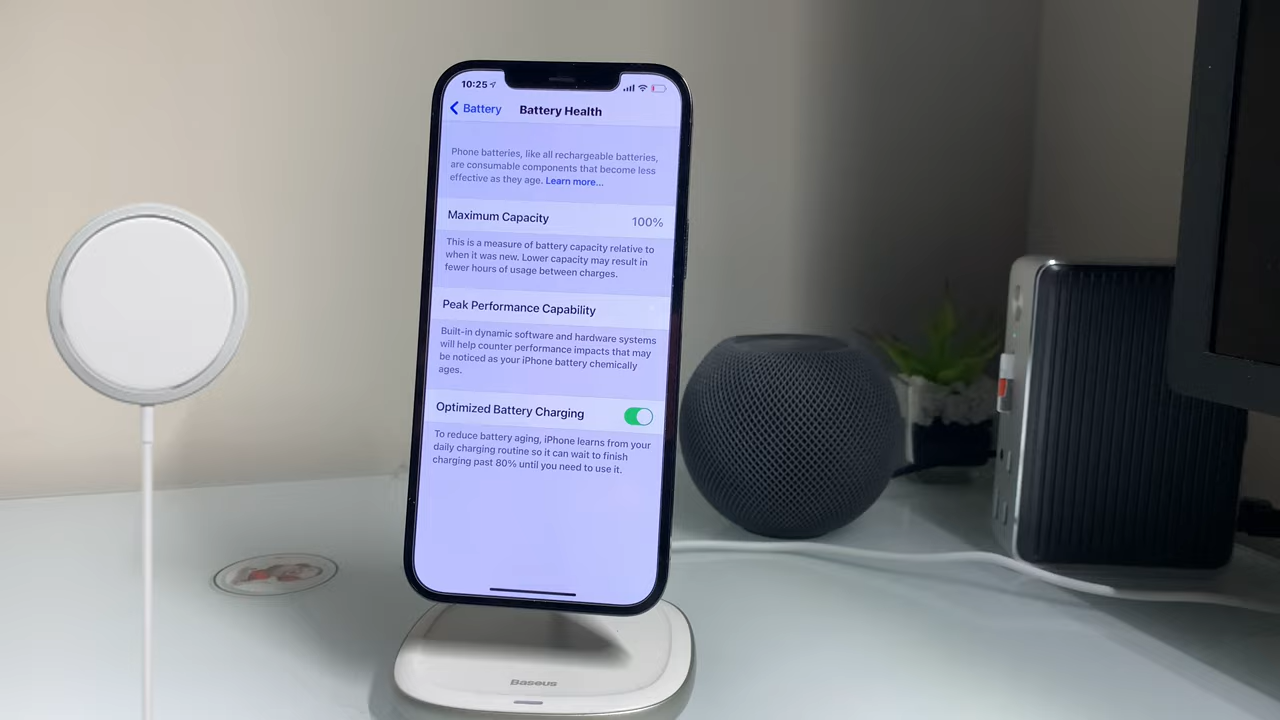 10:25
Battery
Battery Health
Phone batteries, like all rechargeable batteries,
are consumable components that become less
effective as they age. Learn more...
Maximum Capacity 100%
This is a measure of battery capacity relative to
when it was new. Lower capacity may result in
fewer hours of usage between charges.
Peak Performance Capability
Built-in dynamic software and hardware systems
will help counter performance impacts that may
be noticed as your iPhone battery chemically
ages.
Optimized Battery Charging
To reduce battery aging, iPhone learns from your
daily charging routine so it can wait to finish
charging past 80% until you need to use it.
Baseus